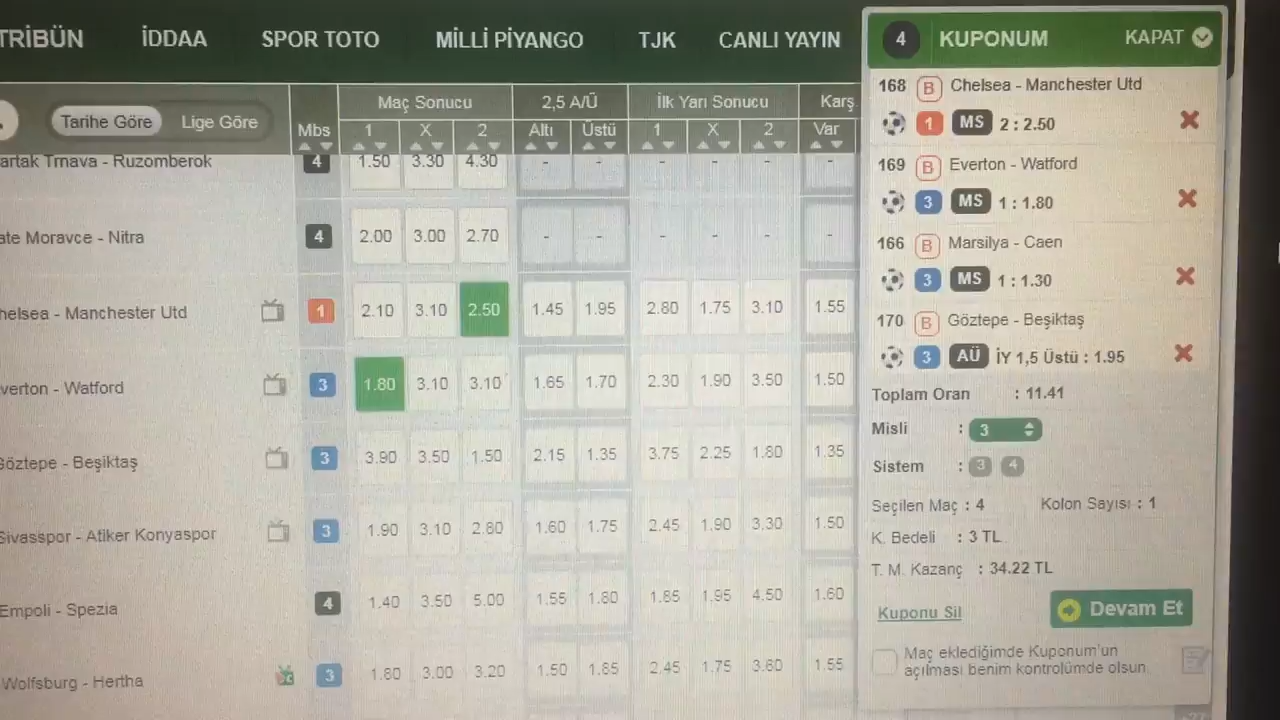 TRİBÜN İDDAA SPOR TOTO MİLLİ PİYANGO TJK CANLI YAYIN
Tarihe Göre Lige Göre
Mbs
Maç Sonucu 2,5 A/Ü İlk Yarı Sonucu Karş.
1 X 2 Altı Üstü 1 X 2 Var
artak Trnava - Ruzomberok 4 1.50 3.30 4.30 - - - - - -
ate Moravce - Nitra 4 2.00 3.00 2.70 - - - - - -
helsea - Manchester Utd 1 2.10 3.10 2.50 1.45 1.95 2.80 1.75 3.10 1.55
verton - Watford 3 1.80 3.10 3.10 1.65 1.70 2.30 1.90 3.50 1.50
Göztepe - Beşiktaş 3 3.90 3.50 1.50 2.15 1.35 3.75 2.25 1.80 1.35
Sivasspor - Atiker Konyaspor 3 1.90 3.10 2.80 1.60 1.75 2.45 1.90 3.30 1.50
Empoli - Spezia 4 1.40 3.50 5.00 1.55 1.80 1.85 1.95 4.50 1.60
Wolfsburg - Hertha 3 1.80 3.00 3.20 1.50 1.85 2.45 1.75 3.60 1.55
4 KUPONUM KAPAT
168 B Chelsea - Manchester Utd
1 MS 2 : 2.50
169 B Everton - Watford
3 MS 1 : 1.80
166 B Marsilya - Caen
3 MS 1 : 1.30
170 B Göztepe - Beşiktaş
3 AÜ İY 1,5 Üstü : 1.95
Toplam Oran : 11.41
Misli : 3
Sistem : 3 4
Seçilen Maç : 4 Kolon Sayısı : 1
K. Bedeli : 3 TL
T. M. Kazanç : 34.22 TL
Kuponu Sil Devam Et
Maç eklediğimde Kuponum'un
açılması benim kontrolümde olsun.